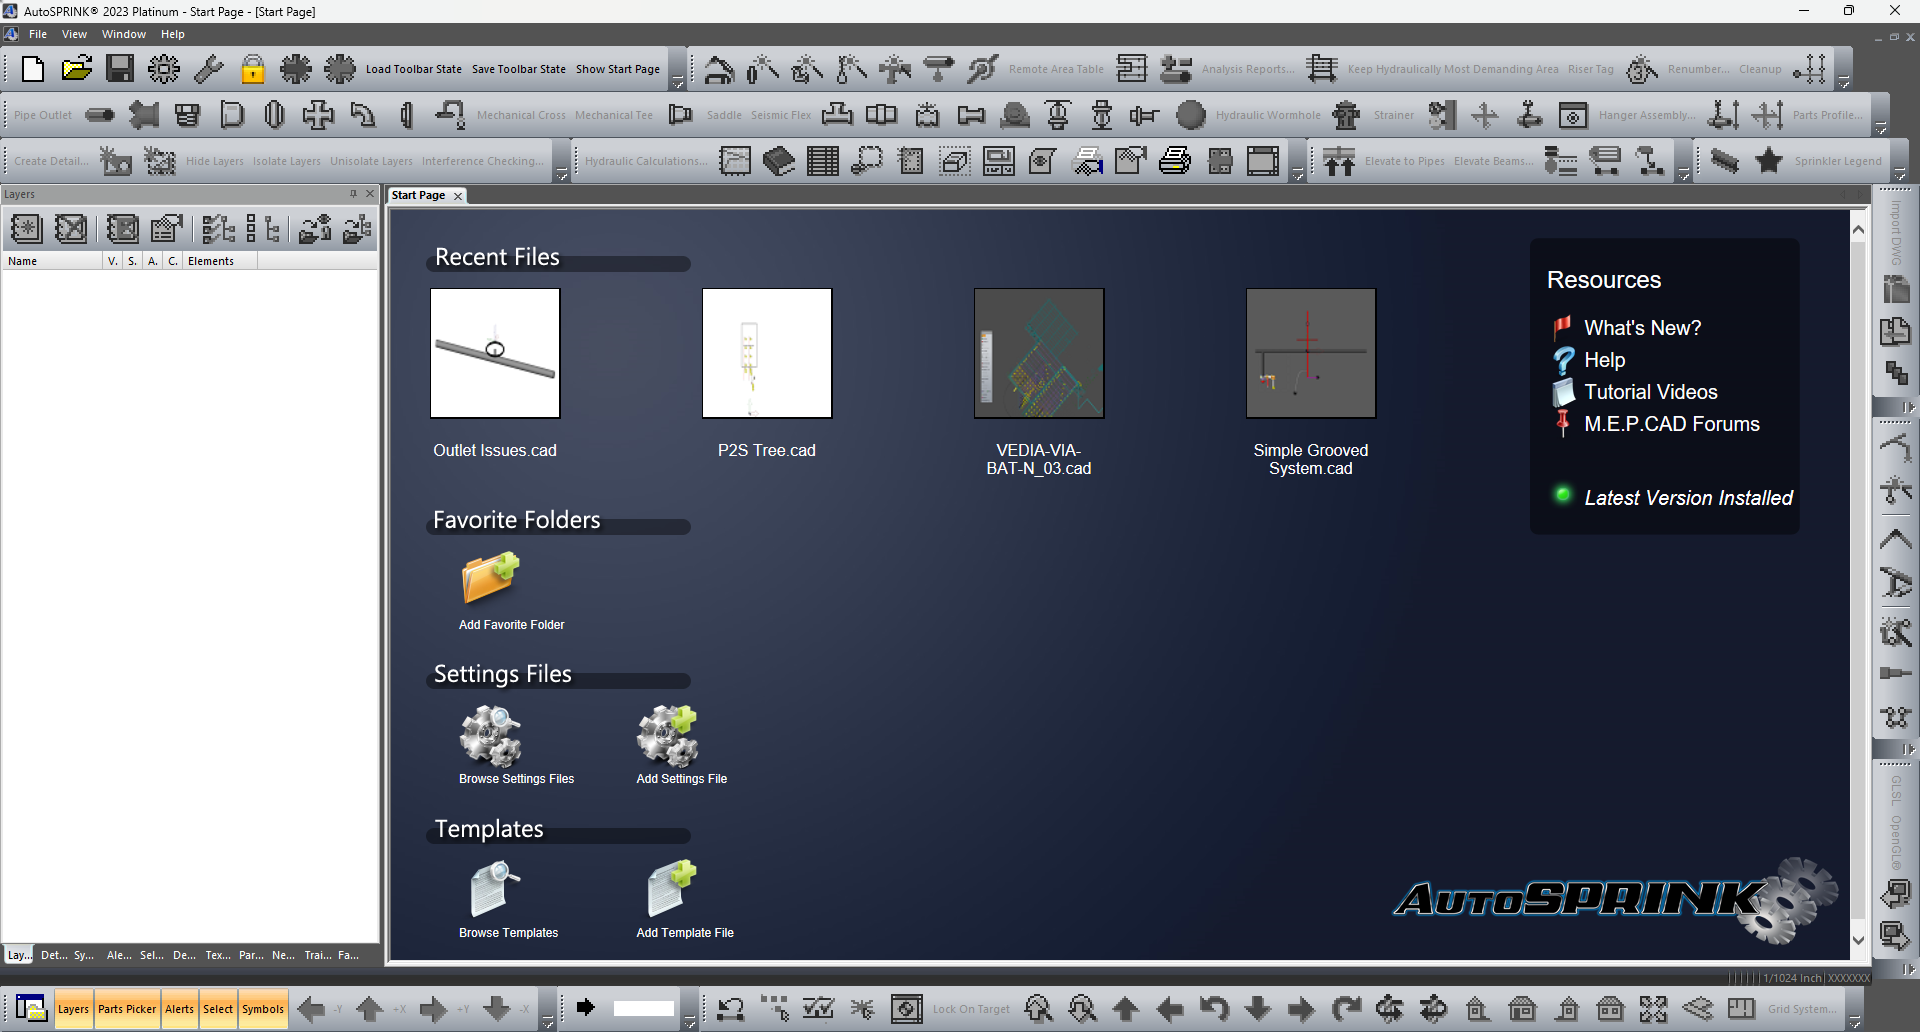 AutoSPRINK® 2023 Platinum - Start Page - [Start Page]
File View Window Help
Load Toolbar State Save Toolbar State Show Start Page
Remote Area Table Analysis Reports... Keep Hydraulically Most Demanding Area Riser Tag Renumber... Cleanup
Pipe Outlet Mechanical Cross Mechanical Tee Saddle Seismic Flex Hydraulic Wormhole Strainer Hanger Assembly... Parts Profile...
Create Detail... Hide Layers Isolate Layers Unisolate Layers Interference Checking... Hydraulic Calculations... Elevate to Pipes Elevate Beams... Sprinkler Legend
Layers
Start Page
Name V. S. A. C. Elements
Import DWG
Recent Files
Outlet Issues.cad
P2S Tree.cad
VEDIA-VIA-
BAT-N_03.cad
Simple Grooved
System.cad
Resources
What's New?
Help
Tutorial Videos
M.E.P.CAD Forums
Latest Version Installed
Favorite Folders
Add Favorite Folder
Settings Files
Browse Settings Files
Add Settings File
Templates
Browse Templates
Add Template File
AutoSPRINK
GLSL OpenGL®
Lay... Det... Sy... Ale... Sel... De... Tex... Par... Ne... Trai... Fa...
1/1024 Inch XXXXXXX
Layers Parts Picker Alerts Select Symbols -Y +X +Y -X Lock On Target Grid System...